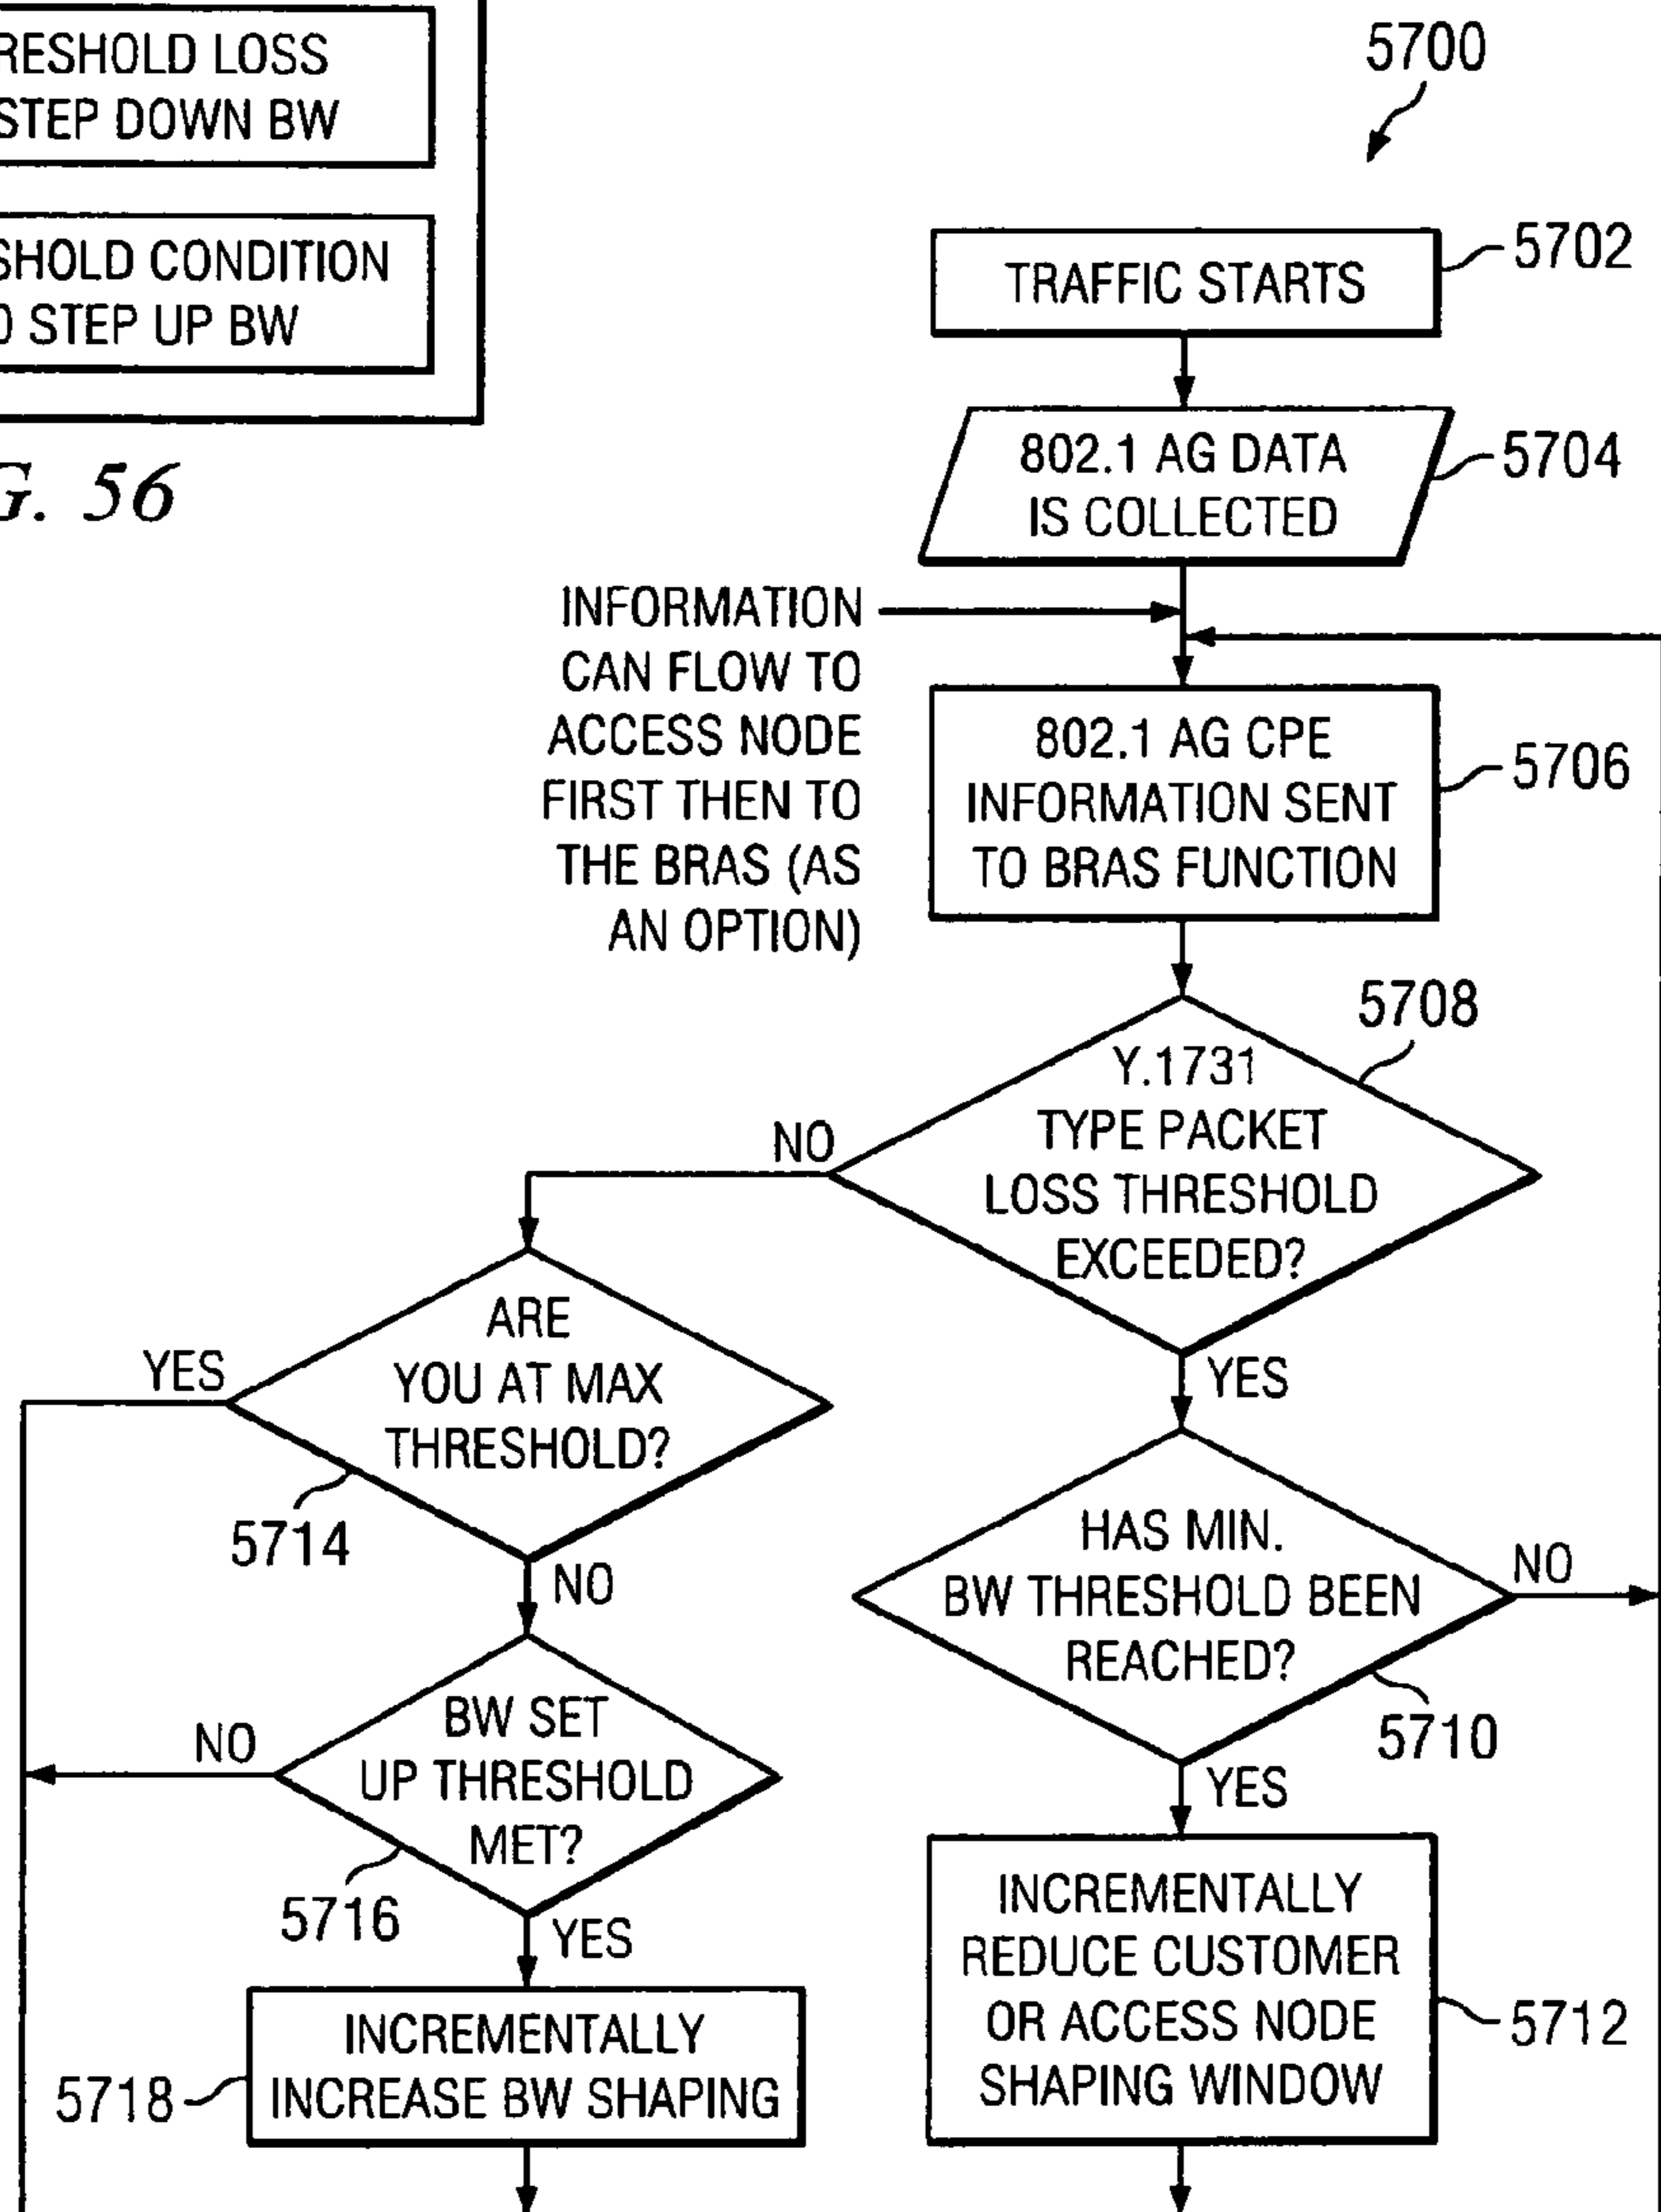 RESHOLD LOSS
STEP DOWN BW
SHOLD CONDITION
STEP UP BW
G. 56
5700
TRAFFIC STARTS
5702
802.1 AG DATA
IS COLLECTED
5704
INFORMATION
CAN FLOW TO
ACCESS NODE
FIRST THEN TO
THE BRAS (AS
AN OPTION)
802.1 AG CPE
INFORMATION SENT
TO BRAS FUNCTION
5706
5708
Y.1731
TYPE PACKET
LOSS THRESHOLD
EXCEEDED?
NO
YES
ARE
YOU AT MAX
THRESHOLD?
YES
5714
NO
HAS MIN.
BW THRESHOLD BEEN
REACHED?
NO
5710
YES
BW SET
UP THRESHOLD
MET?
NO
5716
YES
INCREMENTALLY
INCREASE BW SHAPING
5718
INCREMENTALLY
REDUCE CUSTOMER
OR ACCESS NODE
SHAPING WINDOW
5712